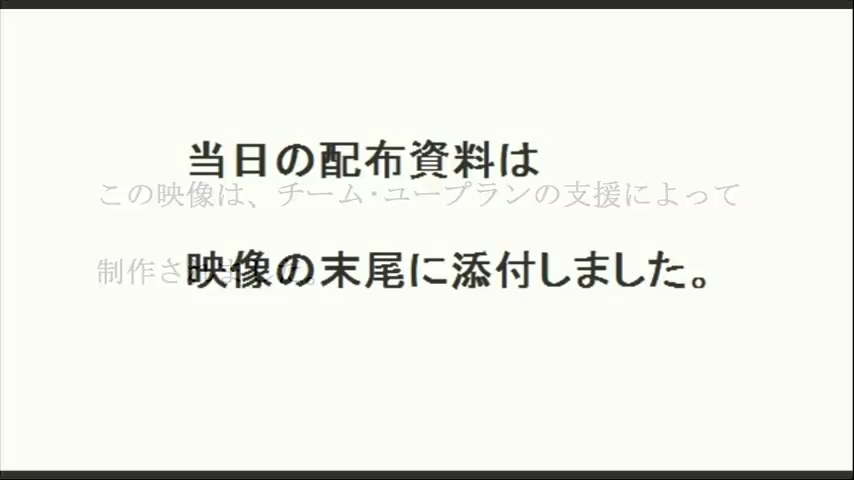 当日の配布資料は
この映像は、チーム・ユープランの支援によって
映像の末尾に添付しました。
制作さ